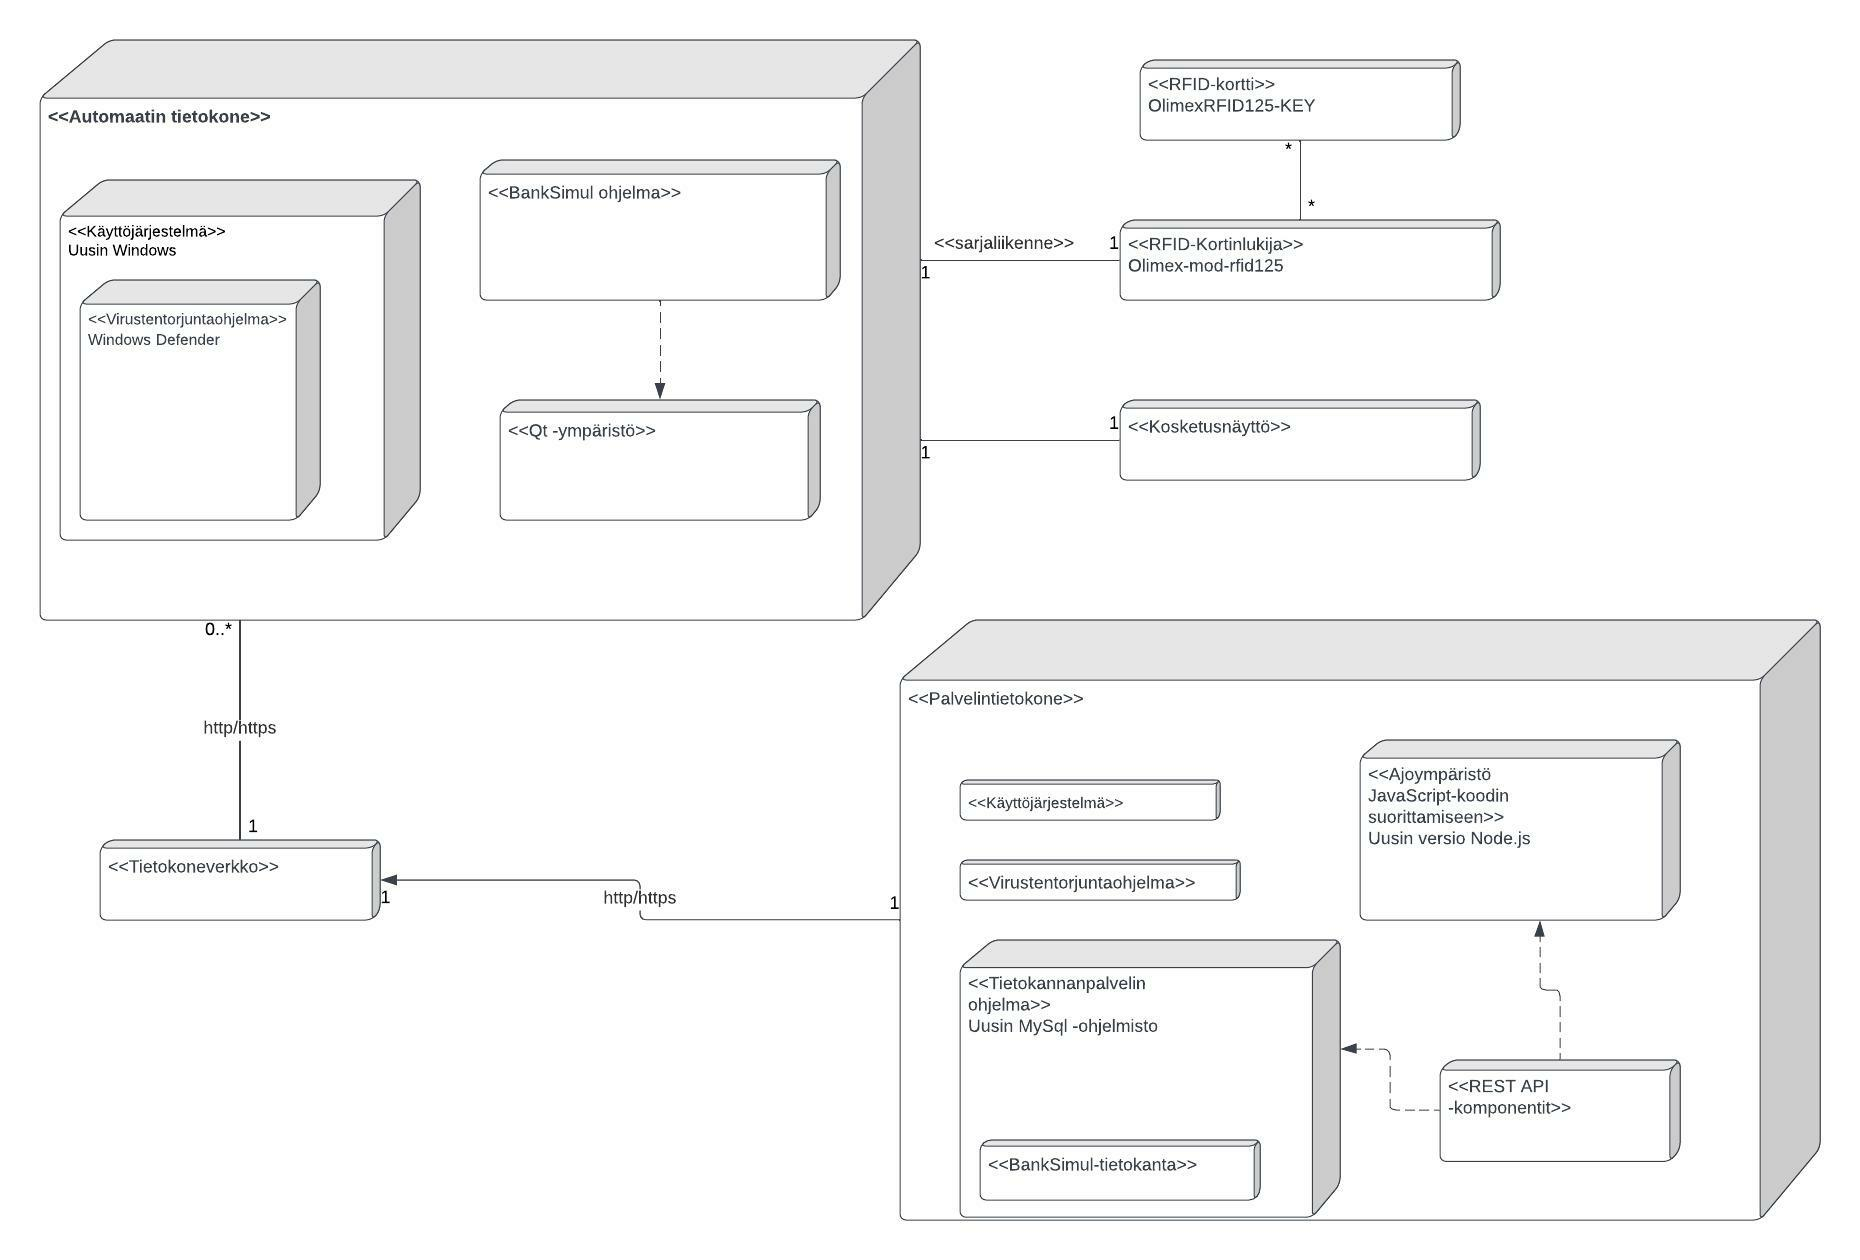 <<Automaatin tietokone>>
<<Käyttöjärjestelmä>>
Uusin Windows
<<Virustentorjuntaohjelma>>
Windows Defender
<<BankSimul ohjelma>>
<<Qt -ympäristö>>
<<RFID-kortti>>
OlimexRFID125-KEY
*
*
<<sarjaliikenne>>
1
1
<<RFID-Kortinlukija>>
Olimex-mod-rfid125
1
1
<<Kosketusnäyttö>>
0..*
http/https
1
<<Tietokoneverkko>>
1
http/https
1
<<Palvelintietokone>>
<<Käyttöjärjestelmä>>
<<Virustentorjuntaohjelma>>
<<Ajoympäristö
JavaScript-koodin
suorittamiseen>>
Uusin versio Node.js
<<Tietokannanpalvelin
ohjelma>>
Uusin MySql -ohjelmisto
<<BankSimul-tietokanta>>
<<REST API
-komponentit>>